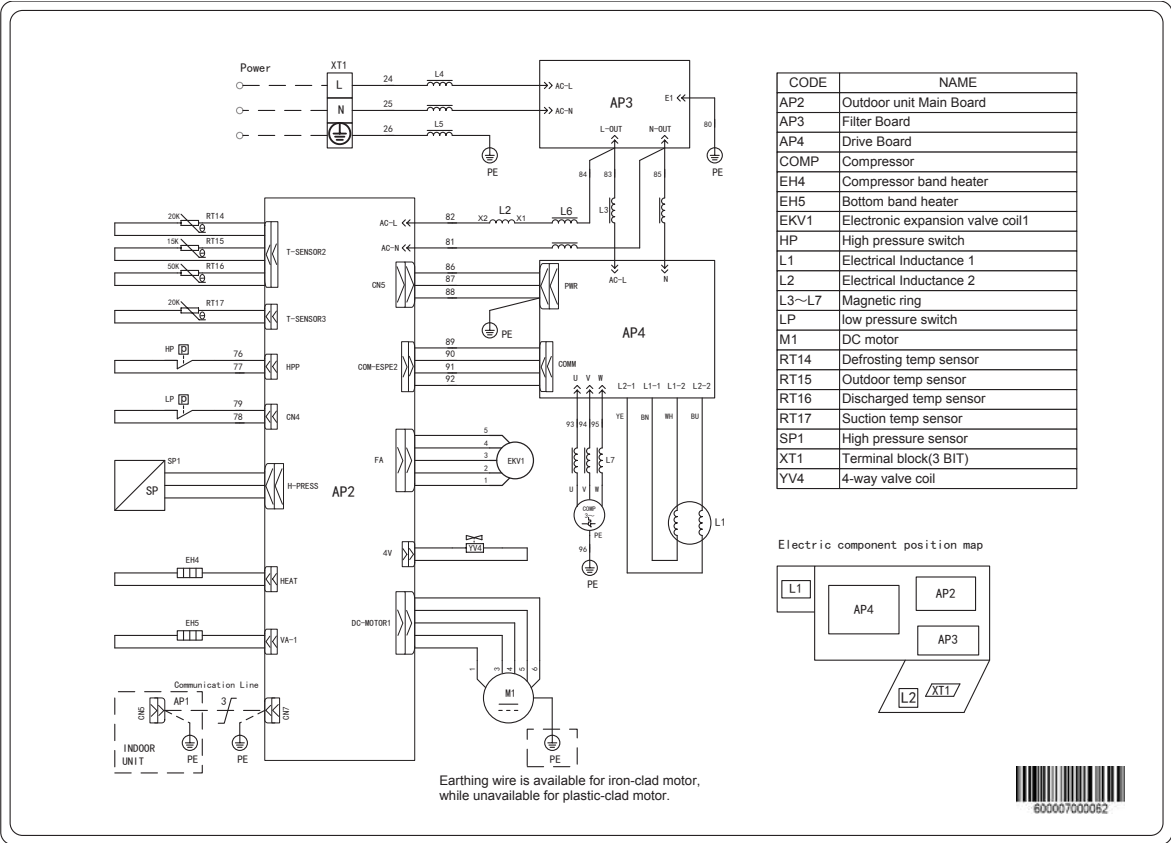 Power
XT1
L
24
L4
AC-L
N
25
AC-N
26
L5
PE
AP3
E1
80
PE
L-OUT
N-OUT
84
83
85
L3
AC-L
82
X2
L2
X1
L6
AC-N
81
20K
RT14
15K
RT15
50K
RT16
T-SENSOR2
20K
RT17
T-SENSOR3
HP
P
76
77
HPP
LP
P
79
78
CN4
SP1
SP
H-PRESS
AP2
EH4
HEAT
EH5
VA-1
Communication Line
CN5
AP1
3
CN7
INDOOR
UNIT
PE
PE
CN5
86
87
88
PWR
PE
AC-L
N
AP4
COM-ESPE2
89
90
91
92
COMM
U V W
L2-1 L1-1 L1-2 L2-2
YE
BN
WH
BU
93
94
95
L7
U
V
W
COMP
3~
PE
96
PE
L1
FA
5
4
3
2
1
EKV1
4V
YV4
DC-MOTOR1
1
3
4
5
6
M1
PE
Earthing wire is available for iron-clad motor,
while unavailable for plastic-clad motor.
CODE NAME
AP2 Outdoor unit Main Board
AP3 Filter Board
AP4 Drive Board
COMP Compressor
EH4 Compressor band heater
EH5 Bottom band heater
EKV1 Electronic expansion valve coil1
HP High pressure switch
L1 Electrical Inductance 1
L2 Electrical Inductance 2
L3～L7 Magnetic ring
LP low pressure switch
M1 DC motor
RT14 Defrosting temp sensor
RT15 Outdoor temp sensor
RT16 Discharged temp sensor
RT17 Suction temp sensor
SP1 High pressure sensor
XT1 Terminal block(3 BIT)
YV4 4-way valve coil
Electric component position map
L1
AP4
AP2
AP3
L2
XT1
600007000062